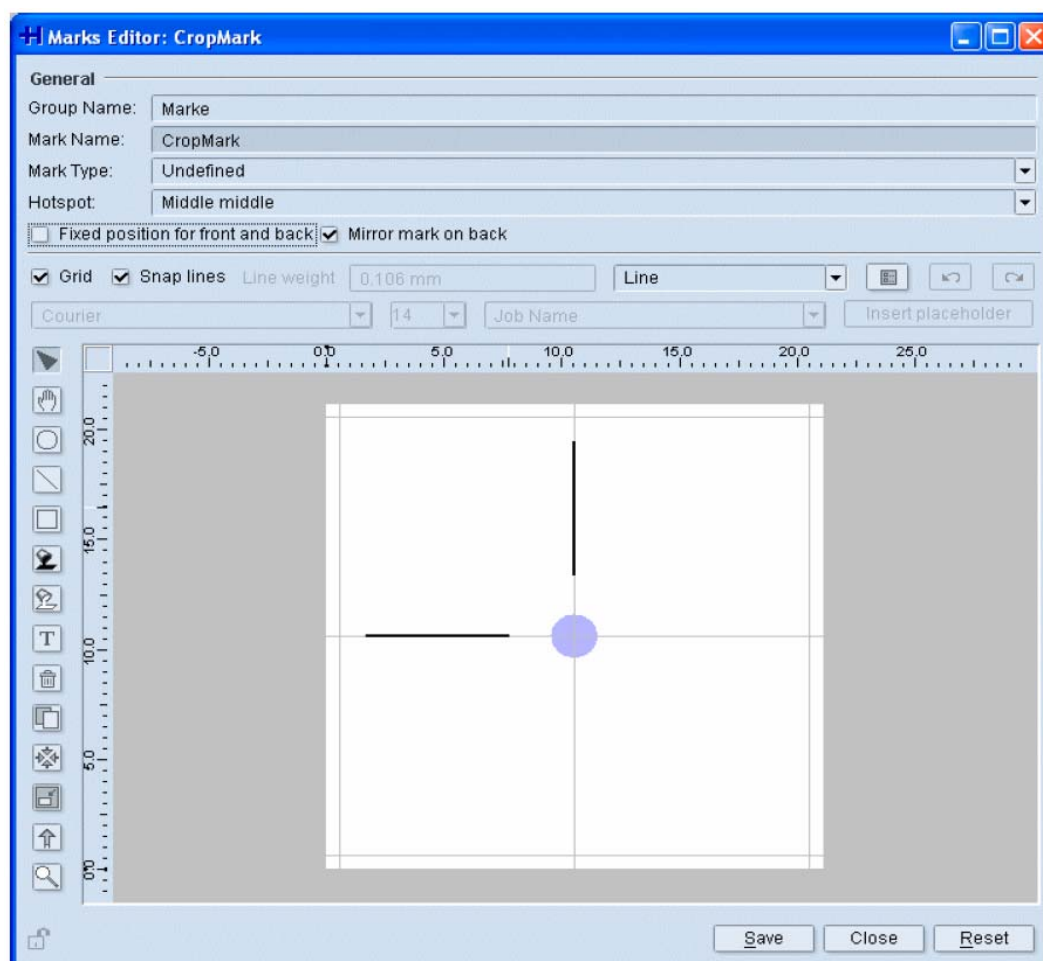 Marks Editor: CropMark
General
Group Name: Marke
Mark Name: CropMark
Mark Type: Undefined
Hotspot: Middle middle
Fixed position for front and back Mirror mark on back
Grid Snap lines Line weight 0.106 mm Line
Courier 14 Job Name Insert placeholder
-5,0 0,0 5,0 10,0 15,0 20,0 25,0
20,0
15,0
10,0
5,0
0,0
T
Save Close Reset